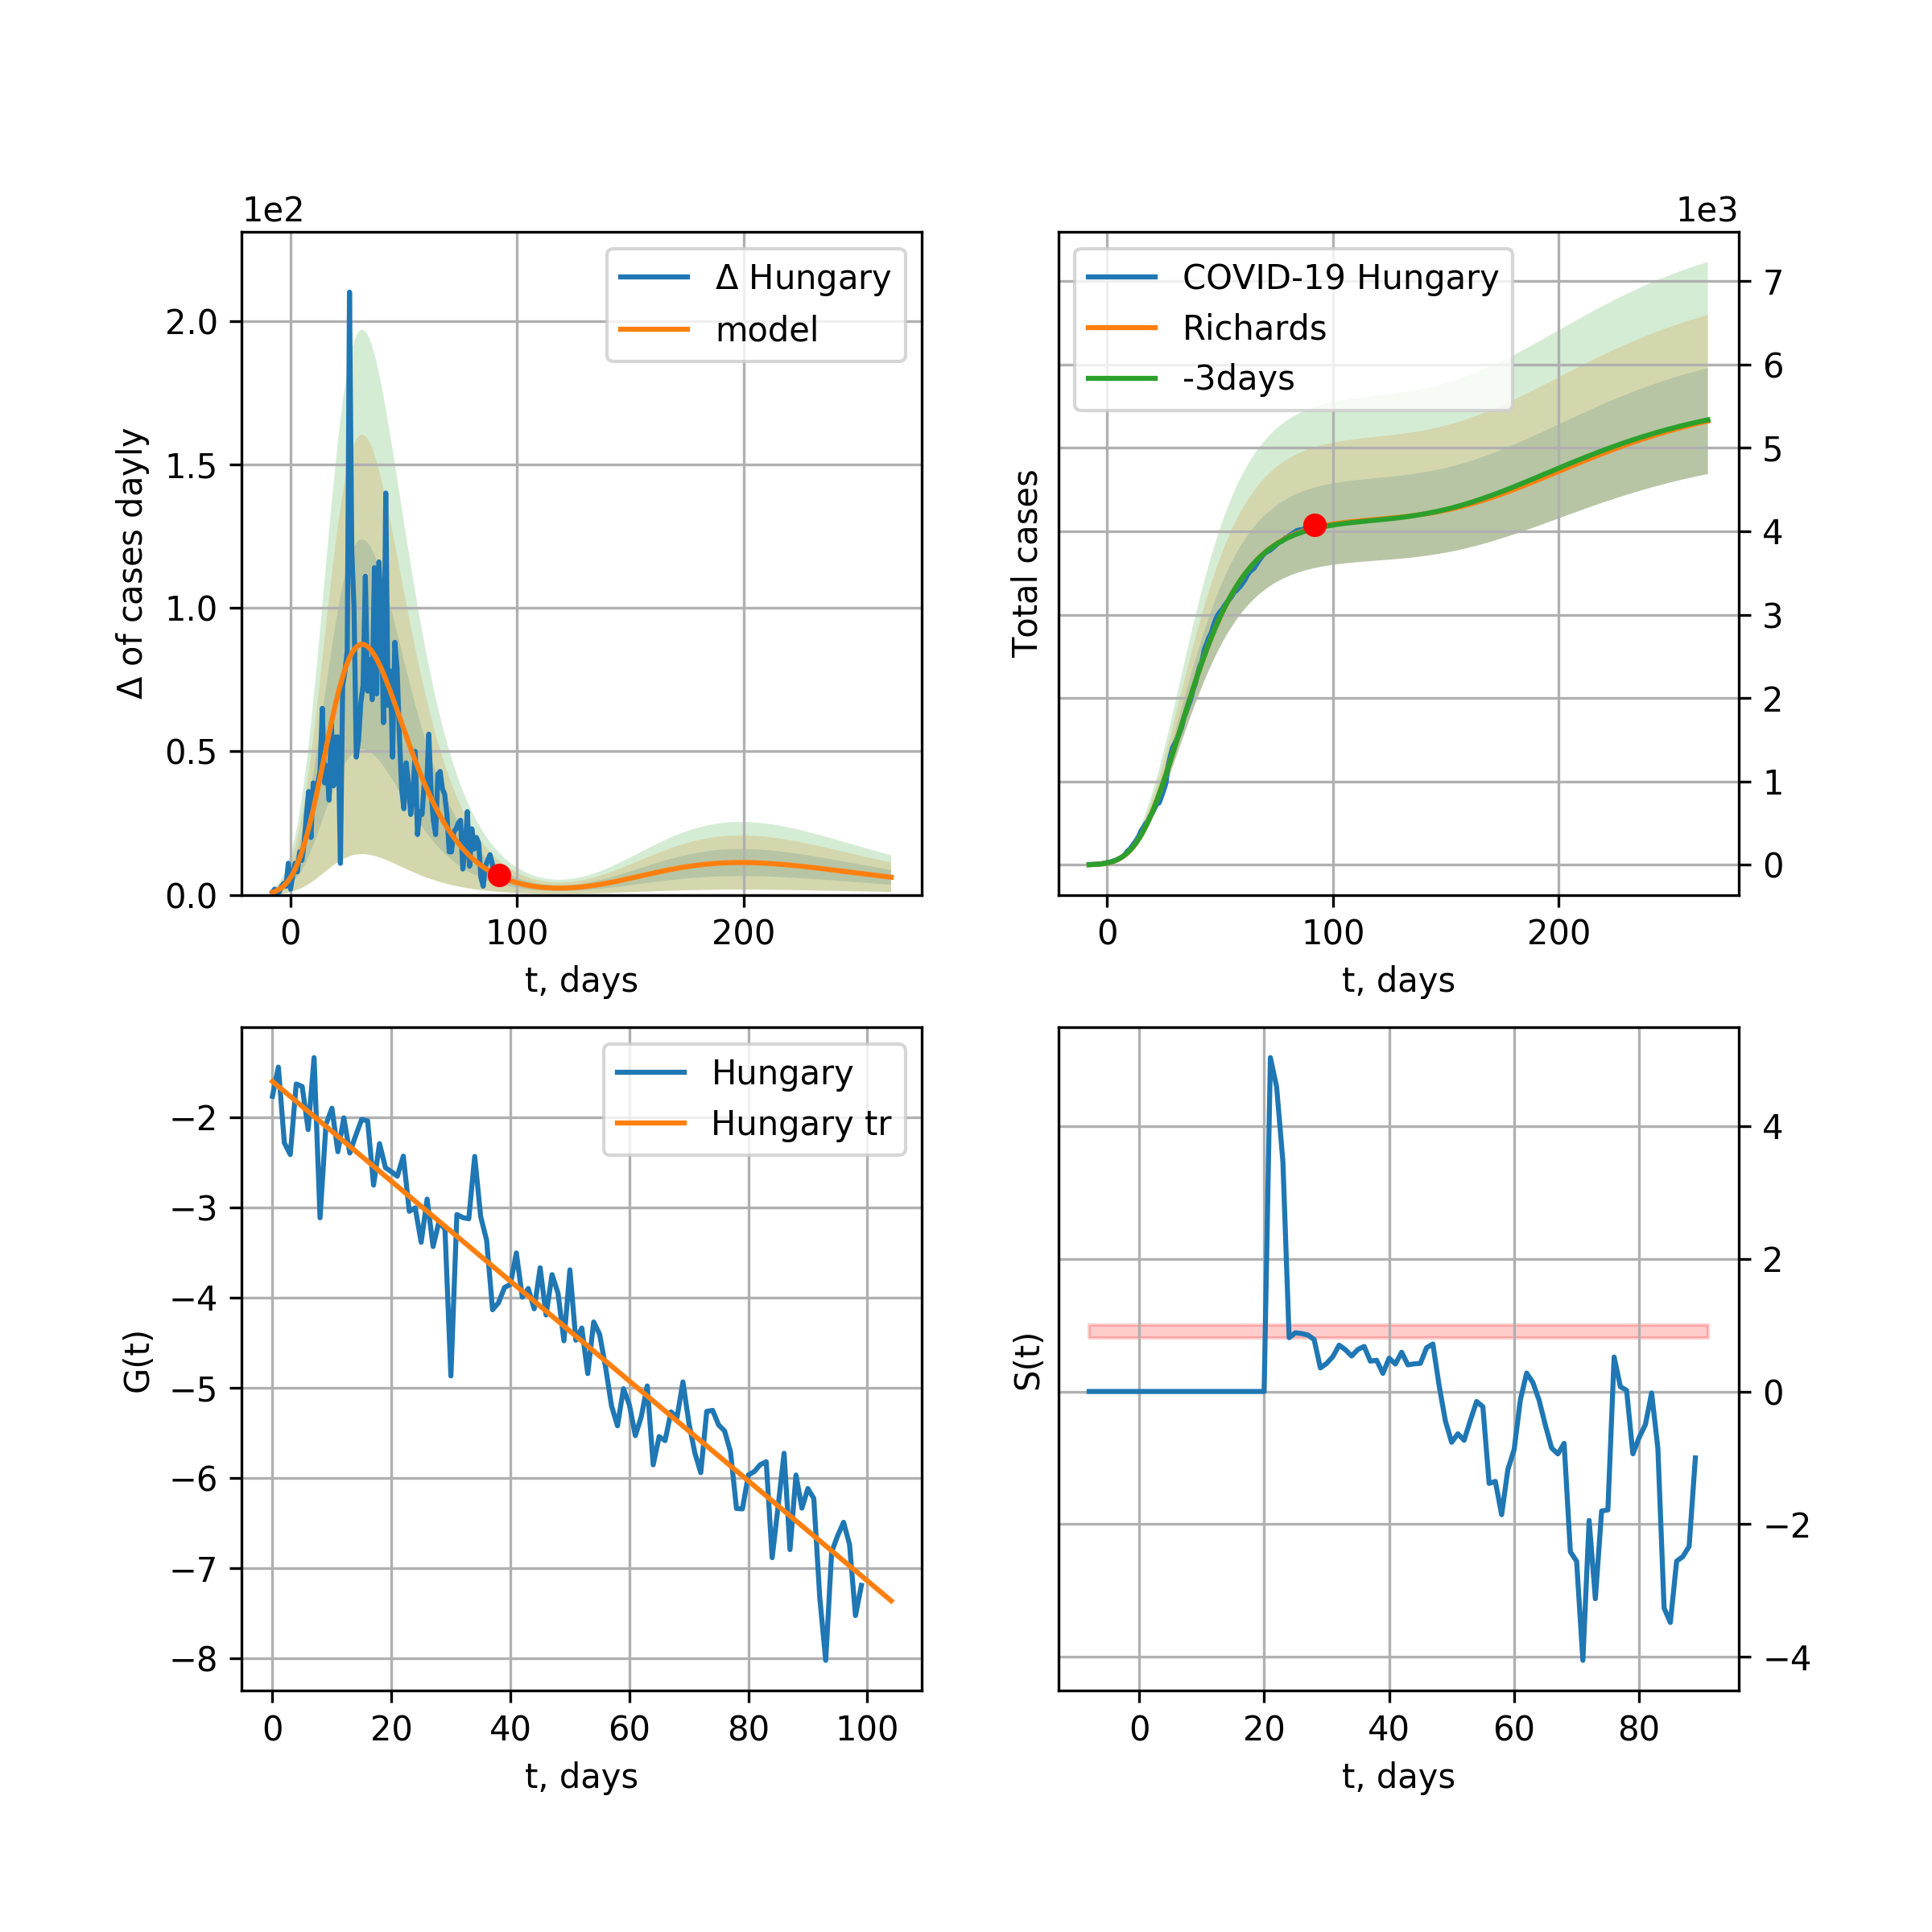 1e2
Δ of cases dayly
2.0
1.5
1.0
0.5
0.0
0 100 200
t, days
Δ Hungary
model
1e3
Total cases
7
6
5
4
3
2
1
0
0 100 200
t, days
COVID-19 Hungary
Richards
-3days
G(t)
−2
−3
−4
−5
−6
−7
−8
0 20 40 60 80 100
t, days
Hungary
Hungary tr
S(t)
4
2
0
−2
−4
0 20 40 60 80
t, days